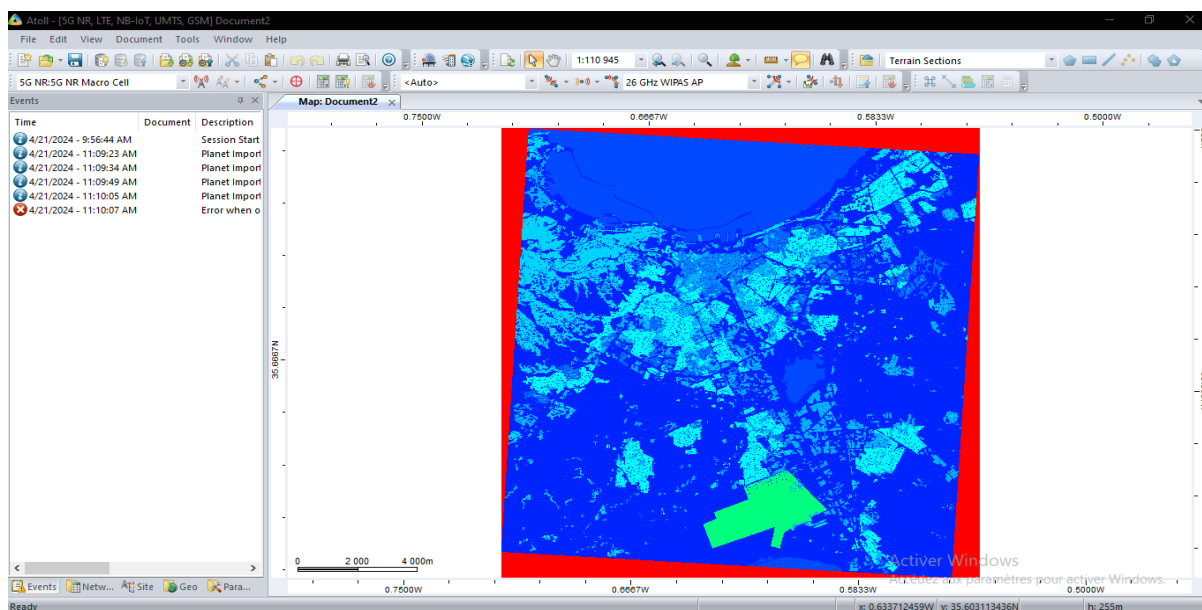 Atoll - [5G NR, LTE, NB-IoT, UMTS, GSM] Document2
File Edit View Document Tools Window Help
1:110 945
Terrain Sections
5G NR:5G NR Macro Cell
<Auto>
26 GHz WIPAS AP
Events
Map: Document2
Time Document Description
4/21/2024 - 9:56:44 AM Session Start
4/21/2024 - 11:09:23 AM Planet Import
4/21/2024 - 11:09:34 AM Planet Import
4/21/2024 - 11:09:49 AM Planet Import
4/21/2024 - 11:10:05 AM Planet Import
4/21/2024 - 11:10:07 AM Error when o
0.7500W 0.6667W 0.5833W 0.5000W
35.6667N
0 2 000 4 000m
0.7500W 0.6667W 0.5833W 0.5000W
Activer Windows
Accédez aux paramètres pour activer Windows.
Events Netw... Site Geo Para...
Ready
x: 0.633712459W y: 35.603113436N h: 255m